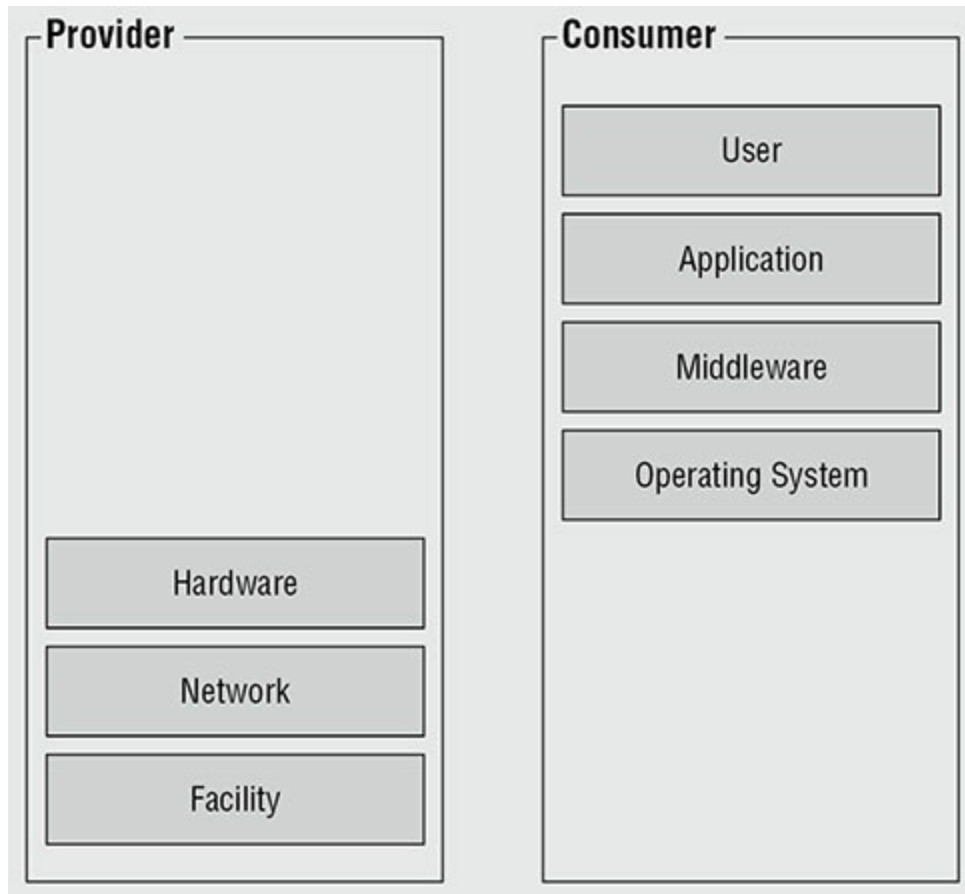 Provider
Hardware
Network
Facility
Consumer
User
Application
Middleware
Operating System